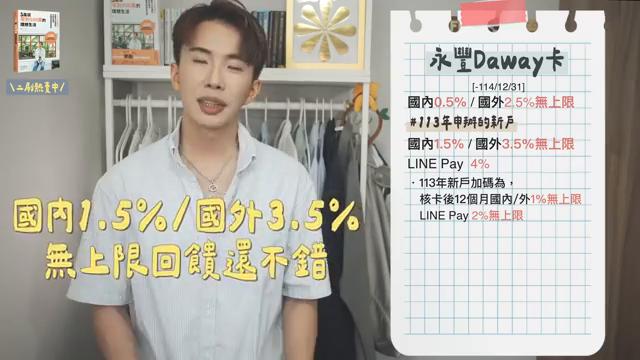 \二刷熱賣中/
永豐Daway卡
[-114/12/31]
國內0.5% / 國外2.5%無上限
#113年申辦的新戶
國內1.5% / 國外3.5%無上限
LINE Pay 4%
·113年新戶加碼為，
核卡後12個月國內/外1%無上限
LINE Pay 2%無上限
國內1.5%/國外3.5%
無上限回饋還不錯